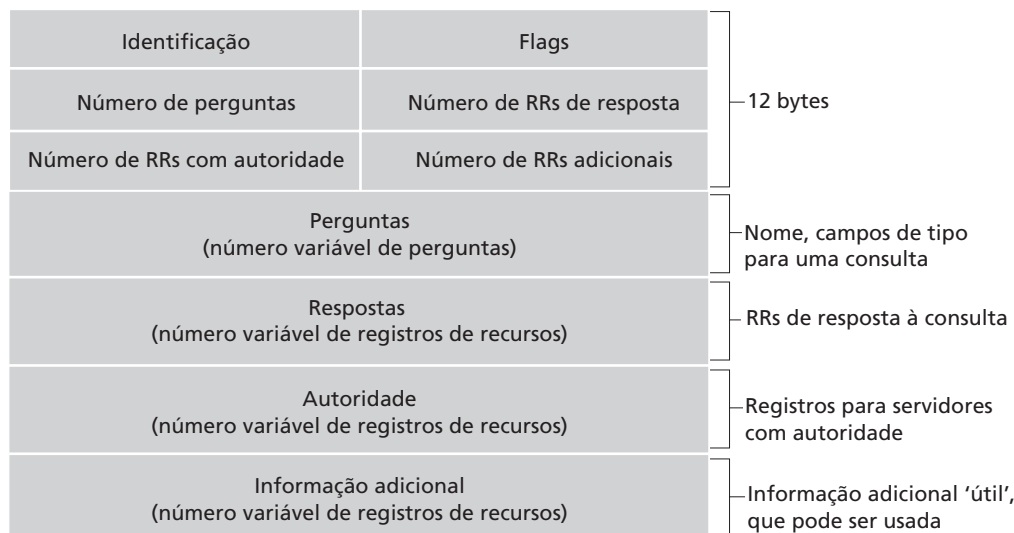 Identificação
Flags
Número de perguntas
Número de RRs de resposta
12 bytes
Número de RRs com autoridade
Número de RRs adicionais
Perguntas
(número variável de perguntas)
Nome, campos de tipo
para uma consulta
Respostas
(número variável de registros de recursos)
RRs de resposta à consulta
Autoridade
(número variável de registros de recursos)
Registros para servidores
com autoridade
Informação adicional
(número variável de registros de recursos)
Informação adicional ‘útil’,
que pode ser usada